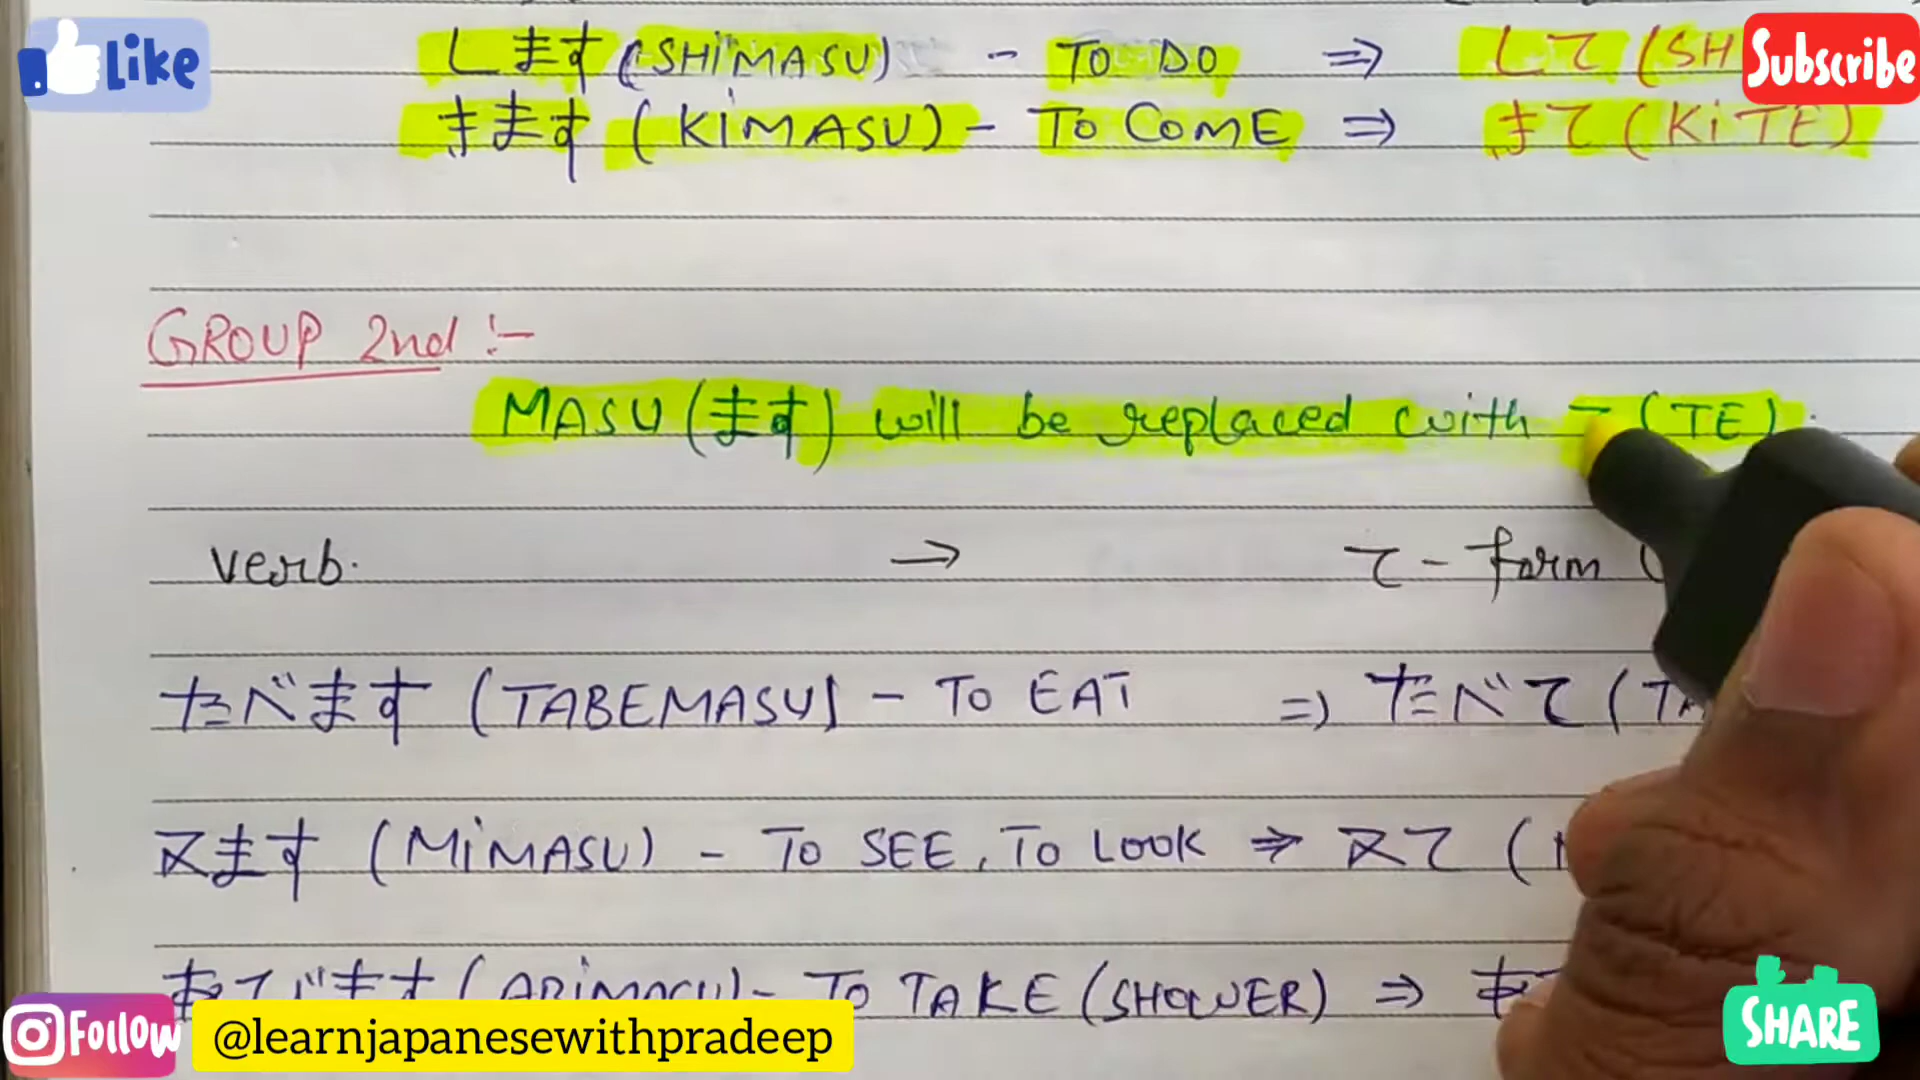 Like
します (SHiMASU) - TO DO ⇒ して (SH
Subscribe
きます (KiMASU) - To COME ⇒ きて (KiTE)
GROUP 2nd :-
MASU (ます) will be replaced with (TE).
verb. → て - form (
たべます (TABEMASU) - To EAT ⇒ たべて (TA
みます (MiMASU) - To SEE, To LOOK ⇒ みて (
To TAKE (SHOWER) ⇒
Follow
@learnjapanesewithpradeep
SHARE